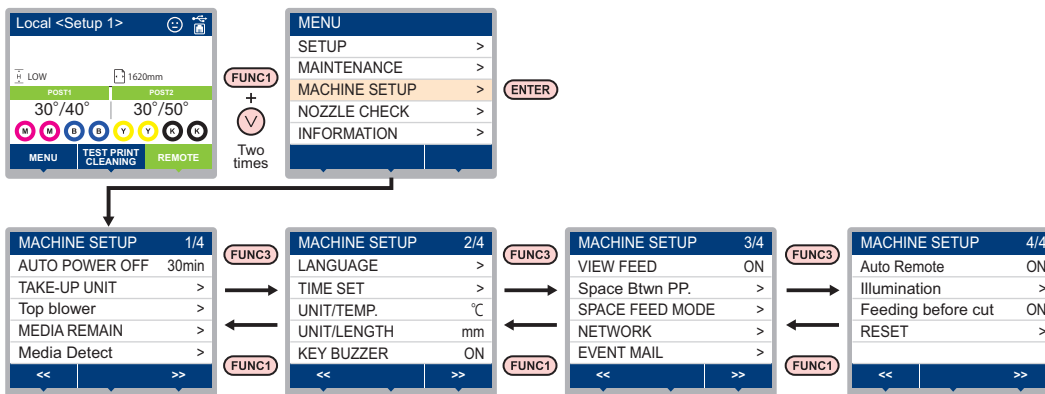 Local <Setup 1>
H LOW
1620mm
POST1 POST2
30°/40° 30°/50°
M M B B Y Y K K
MENU TEST PRINT CLEANING REMOTE
FUNC1
+
Two
times
MENU
SETUP >
MAINTENANCE >
MACHINE SETUP >
NOZZLE CHECK >
INFORMATION >
ENTER
MACHINE SETUP 1/4
AUTO POWER OFF 30min
TAKE-UP UNIT >
Top blower >
MEDIA REMAIN >
Media Detect >
<< >>
FUNC3
FUNC1
MACHINE SETUP 2/4
LANGUAGE >
TIME SET >
UNIT/TEMP. °C
UNIT/LENGTH mm
KEY BUZZER ON
<< >>
FUNC3
FUNC1
MACHINE SETUP 3/4
VIEW FEED ON
Space Btwn PP. >
SPACE FEED MODE >
NETWORK >
EVENT MAIL >
<< >>
FUNC3
FUNC1
MACHINE SETUP 4/4
Auto Remote ON
Illumination >
Feeding before cut ON
RESET >
<< >>